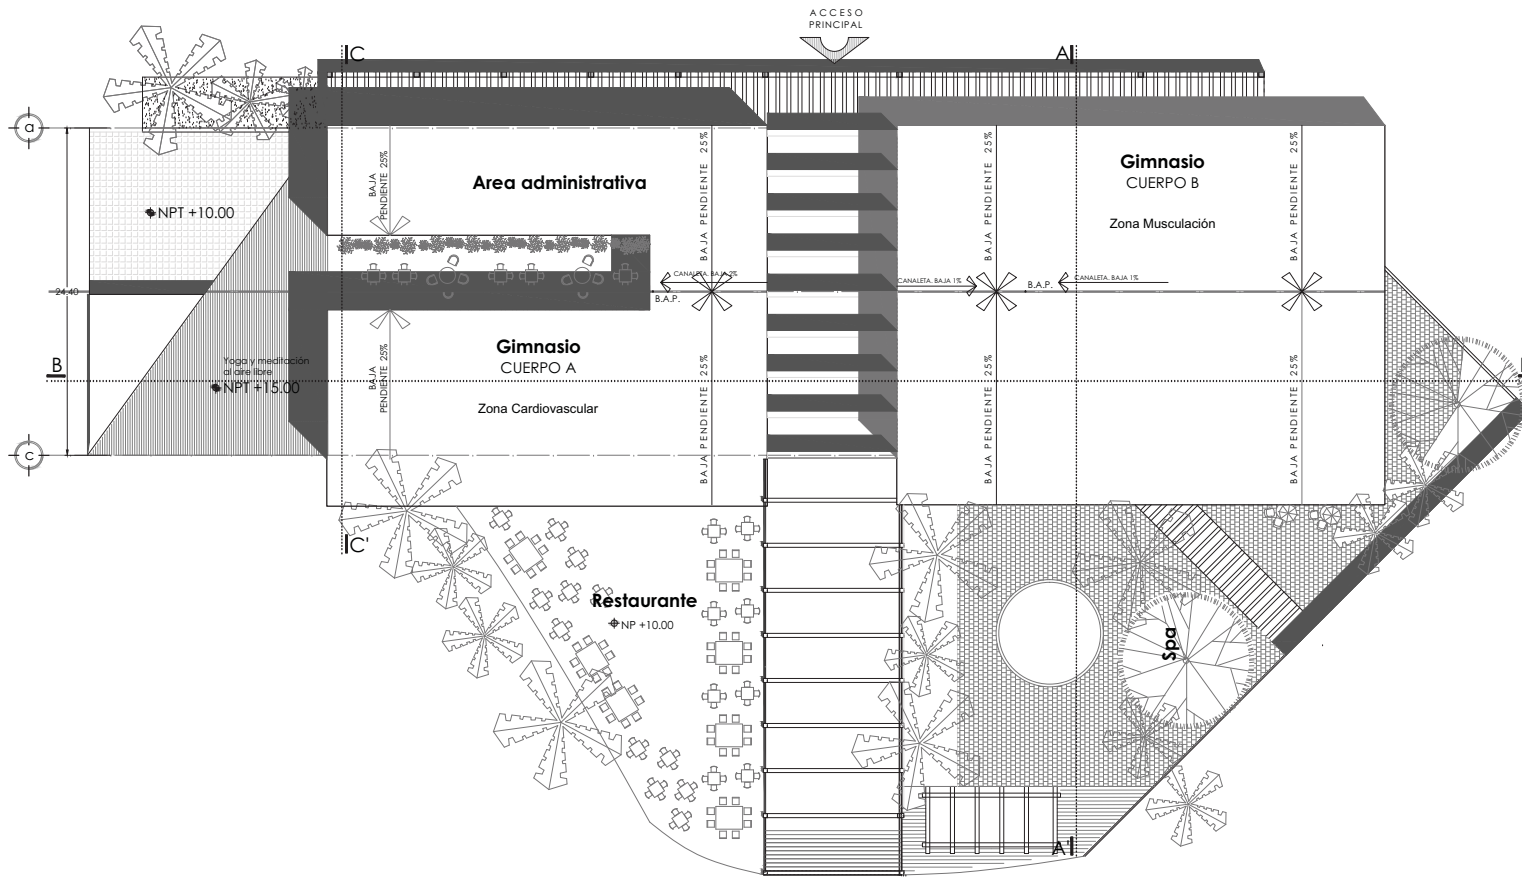 ACCESO
PRINCIPAL
C
A
a
BAJA
PENDIENTE 25%
Area administrativa
BAJA PENDIENTE 25%
BAJA PENDIENTE 25%
Gimnasio
CUERPO B
Zona Musculación
BAJA PENDIENTE 25%
NPT +10.00
CANALETA. BAJA 2%
CANALETA. BAJA 1%
CANALETA. BAJA 1%
24.40
B.A.P.
B.A.P.
Gimnasio
CUERPO A
Zona Cardiovascular
Yoga y meditación
al aire libre
NPT +15.00
B
BAJA
PENDIENTE 25%
BAJA PENDIENTE 25%
BAJA PENDIENTE 25%
BAJA PENDIENTE 25%
c
C'
Restaurante
NP +10.00
Spa
A'